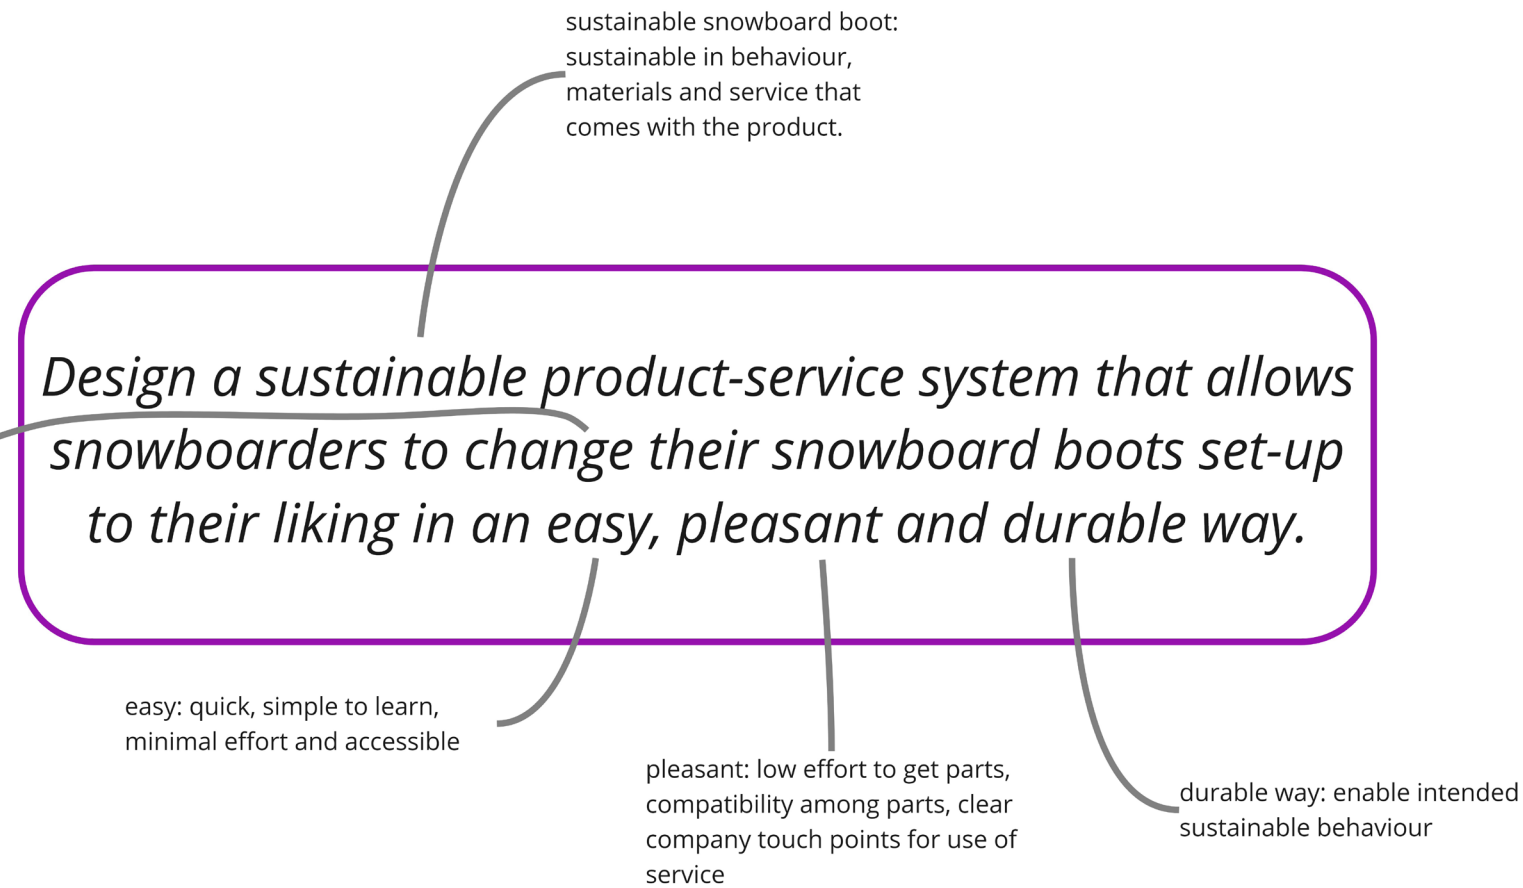 sustainable snowboard boot:
sustainable in behaviour,
materials and service that
comes with the product.
Design a sustainable product-service system that allows
snowboarders to change their snowboard boots set-up
to their liking in an easy, pleasant and durable way.
easy: quick, simple to learn,
minimal effort and accessible
pleasant: low effort to get parts,
compatibility among parts, clear
company touch points for use of
service
durable way: enable intended
sustainable behaviour